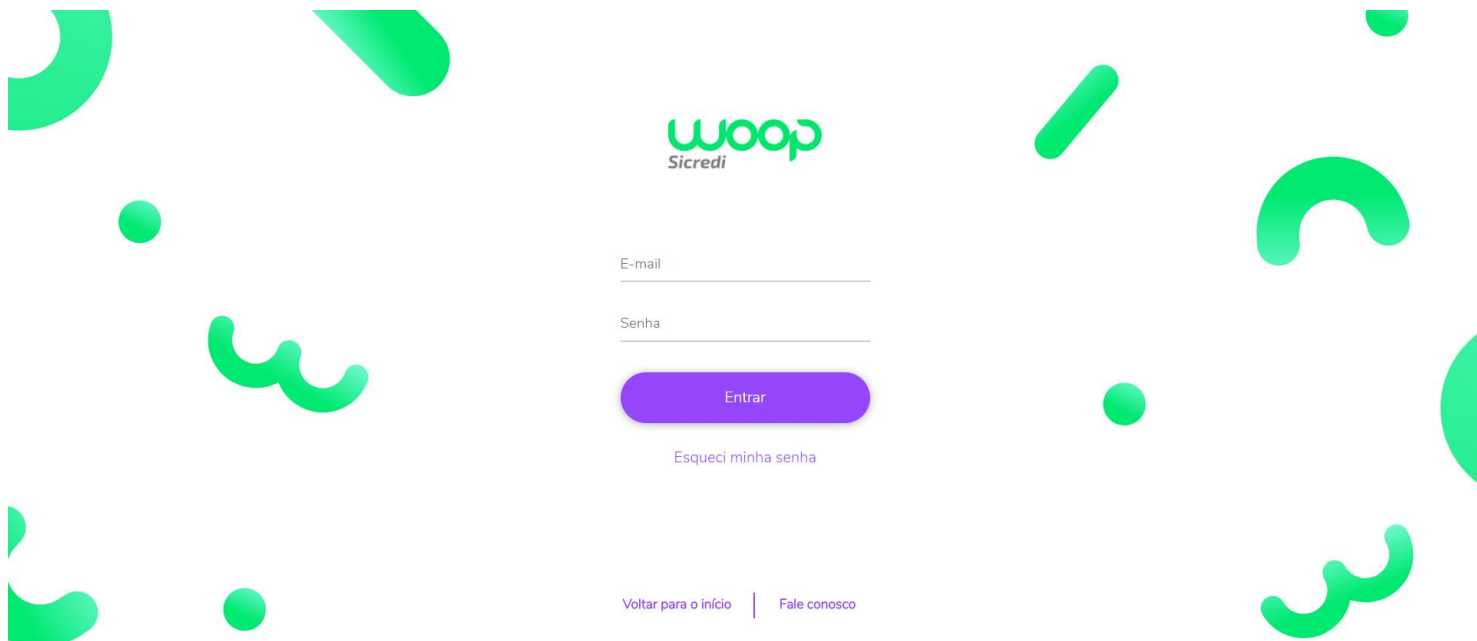 woop
Sicredi
E-mail
Senha
Entrar
Esqueci minha senha
Voltar para o início | Fale conosco